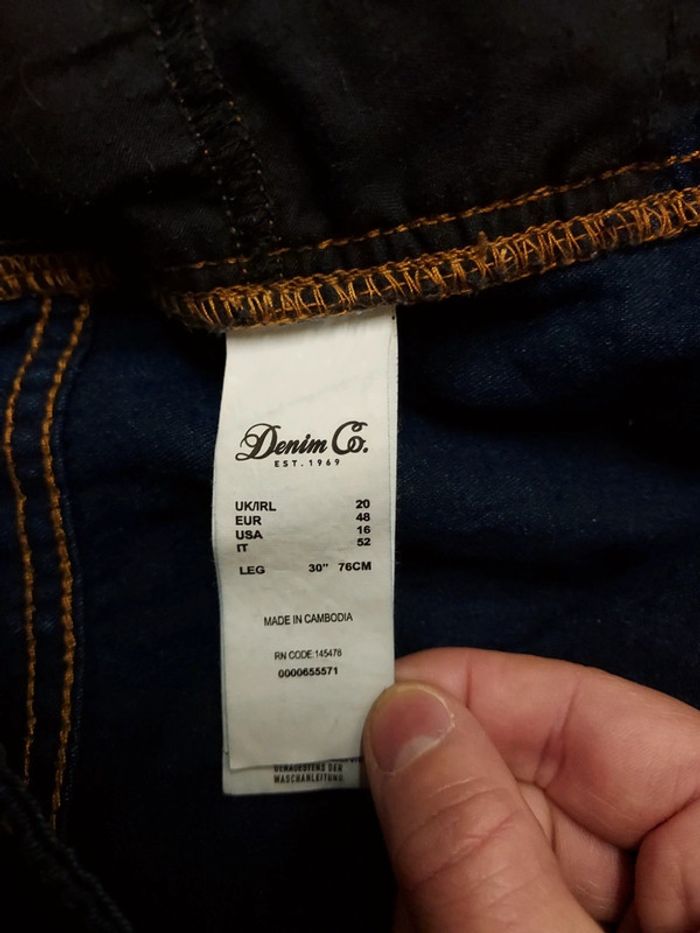 Denim Co.
EST. 1969
UK/IRL 20
EUR 48
USA 16
IT 52
LEG 30" 76CM
MADE IN CAMBODIA
RN CODE:145478
0000655571
DER
WASCHANLEITUNG